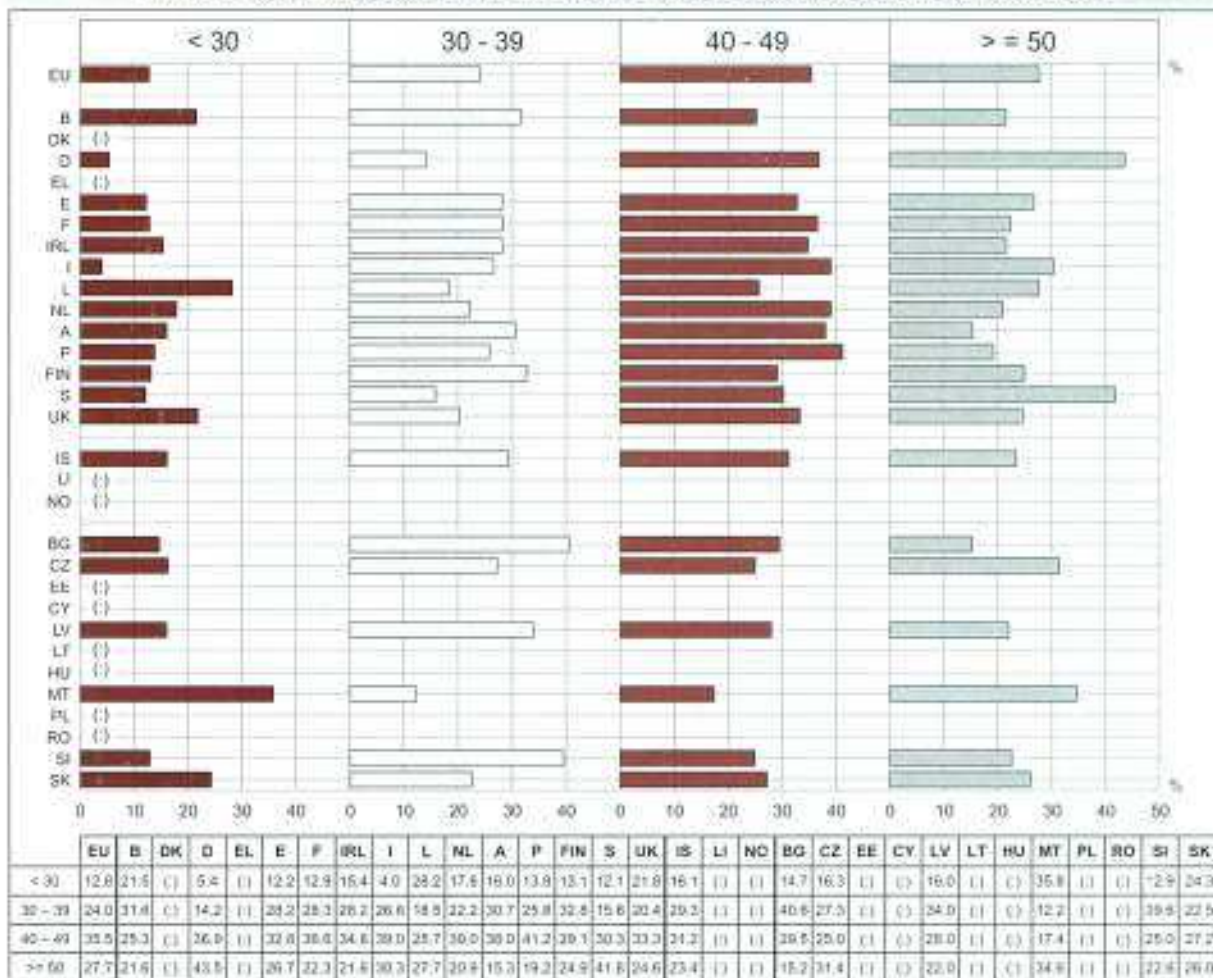 < 30 30 - 39 40 - 49 > = 50
%
EU
B
DK (:)
D
EL (:)
E
F
IRL
I
L
NL
A
P
FIN
S
UK
IS
LI (:)
NO (:)
BG
CZ
EE (:)
CY (:)
LV
LT (:)
HU (:)
MT
PL (:)
RO (:)
SI
SK
%
0 10 20 30 40 0 10 20 30 40 0 10 20 30 40 0 10 20 30 40 50
EU B DK D EL E F IRL I L NL A P FIN S UK IS LI NO BG CZ EE CY LV LT HU MT PL RO SI SK
< 30 12.8 21.5 (:) 5.4 (:) 12.2 12.9 15.4 4.0 28.2 17.8 16.0 13.8 13.1 12.1 21.8 16.1 (:) (:) 14.7 16.3 (:) (:) 16.0 (:) (:) 35.8 (:) (:) 12.9 24.3
30 – 39 24.0 31.6 (:) 14.2 (:) 28.2 28.3 28.2 26.6 18.5 22.2 30.7 25.8 32.8 15.6 20.4 29.3 (:) (:) 40.6 27.3 (:) (:) 34.0 (:) (:) 12.2 (:) (:) 39.5 22.5
40 – 49 35.5 25.3 (:) 36.9 (:) 32.8 36.6 34.8 39.0 25.7 39.0 38.0 41.2 29.1 30.3 33.3 31.2 (:) (:) 29.5 25.0 (:) (:) 28.0 (:) (:) 17.4 (:) (:) 25.0 27.2
>= 50 27.7 21.6 (:) 43.5 (:) 26.7 22.3 21.6 30.3 27.7 20.9 15.3 19.2 24.9 41.8 24.6 23.4 (:) (:) 15.2 31.4 (:) (:) 22.0 (:) (:) 34.6 (:) (:) 22.6 26.0